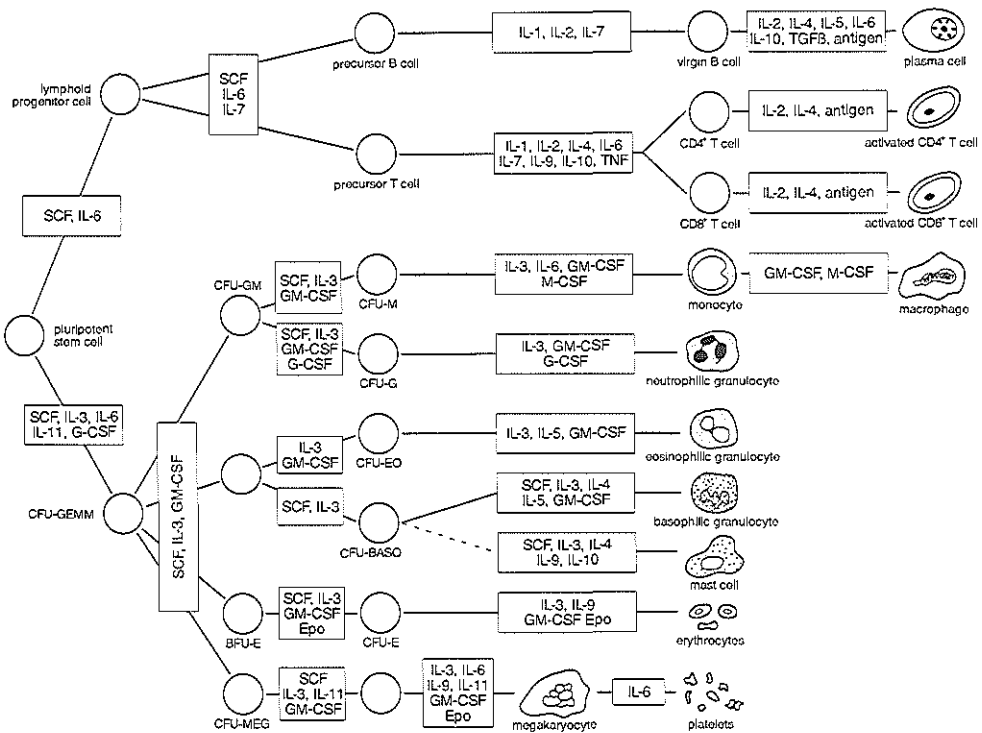 IL-1, IL-2, IL-7
IL-2, IL-4, IL-5, IL-6
IL-10, TGFß, antigen
precursor B cell
virgin B cell
plasma cell
lymphoid
progenitor cell
SCF
IL-6
IL-7
IL-2, IL-4, antigen
CD4⁺ T cell
activated CD4⁺ T cell
IL-1, IL-2, IL-4, IL-6
IL-7, IL-9, IL-10, TNF
precursor T cell
IL-2, IL-4, antigen
CD8⁺ T cell
activated CD8⁺ T cell
SCF, IL-6
CFU-GM
SCF, IL-3
GM-CSF
CFU-M
IL-3, IL-6, GM-CSF
M-CSF
monocyte
GM-CSF, M-CSF
macrophage
pluripotent
stem cell
SCF, IL-3
GM-CSF
G-CSF
CFU-G
IL-3, GM-CSF
G-CSF
neutrophilic granulocyte
SCF, IL-3, IL-6
IL-11, G-CSF
IL-3
GM-CSF
CFU-EO
IL-3, IL-5, GM-CSF
eosinophilic granulocyte
CFU-GEMM
SCF, IL-3, GM-CSF
SCF, IL-3
CFU-BASO
SCF, IL-3, IL-4
IL-5, GM-CSF
basophilic granulocyte
SCF, IL-3, IL-4
IL-9, IL-10
mast cell
BFU-E
SCF, IL-3
GM-CSF
Epo
CFU-E
IL-3, IL-9
GM-CSF Epo
erythrocytes
CFU-MEG
SCF
IL-3, IL-11
GM-CSF
IL-3, IL-6
IL-9, IL-11
GM-CSF
Epo
megakaryocyte
IL-6
platelets